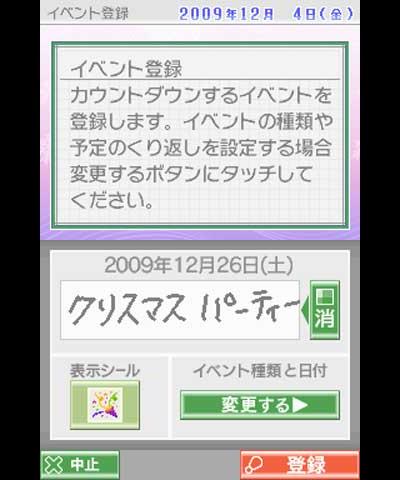 イベント登録 2009年12月 4日(金)
イベント登録
カウントダウンするイベントを
登録します。イベントの種類や
予定のくり返しを設定する場合
変更するボタンにタッチして
ください。
2009年12月26日(土)
クリスマス パーティー
消
表示シール イベント種類と日付
変更する▶
中止 登録